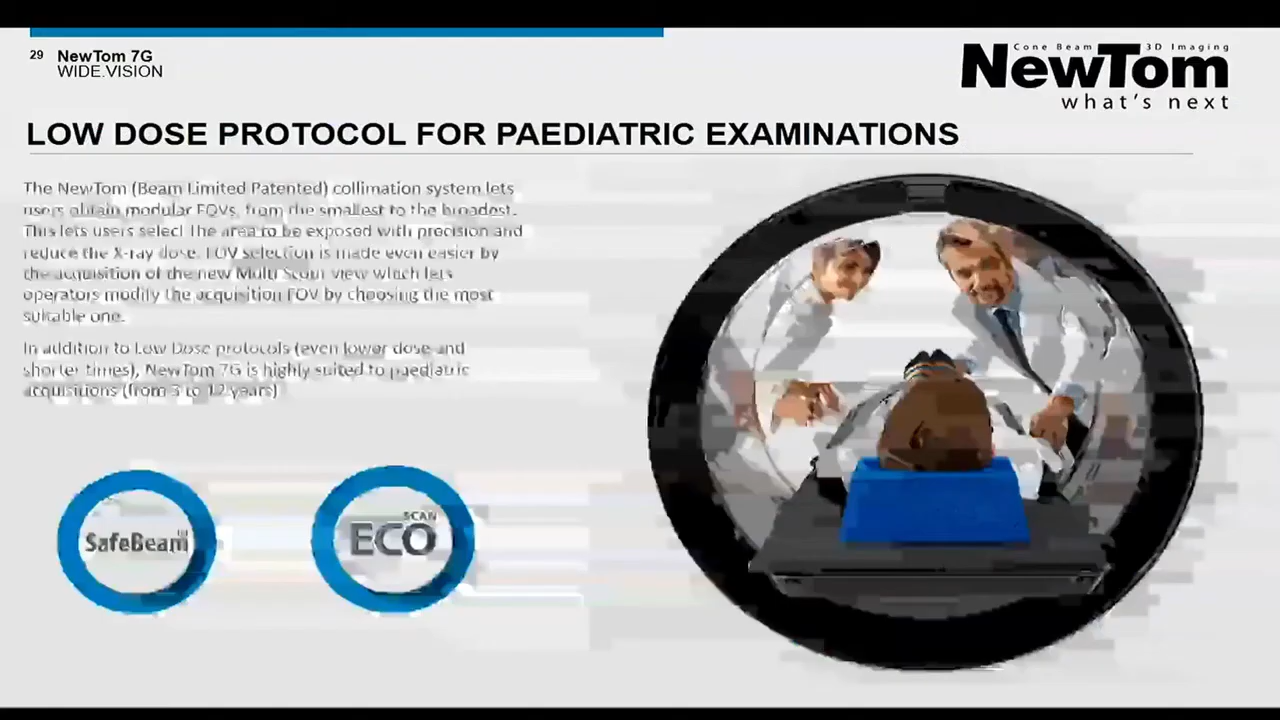 29 NewTom 7G
WIDE.VISION
Cone Beam 3D Imaging
NewTom
what's next
LOW DOSE PROTOCOL FOR PAEDIATRIC EXAMINATIONS
The NewTom (Beam Limited Patented) collimation system lets
users obtain modular FOVs, from the smallest to the broadest.
This lets users select the area to be exposed with precision and
reduce the X-ray dose. FOV selection is made even easier by
the acquisition of the new Multi Scout view which lets
operators modify the acquisition FOV by choosing the most
suitable one.
In addition to Low Dose protocols (even lower dose and
shorter times), NewTom 7G is highly suited to paediatric
acquisitions (from 3 to 12 years)
SafeBeam
SCAN
ECO